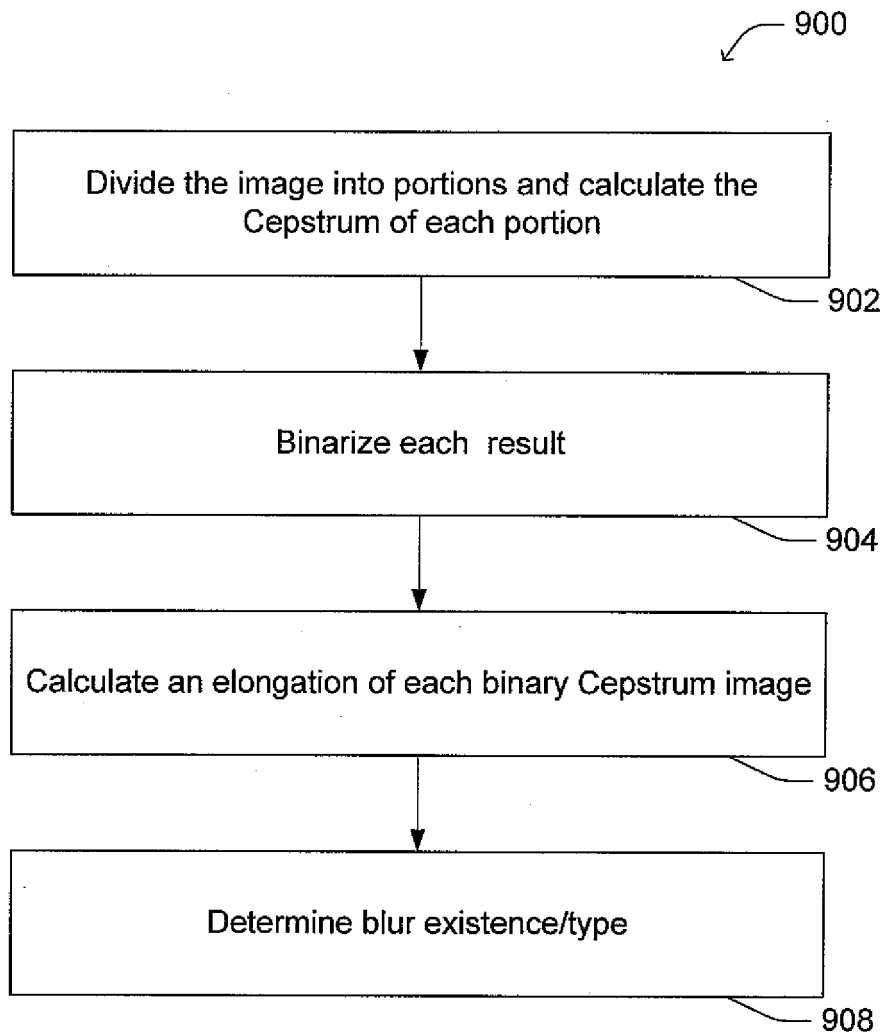 900
Divide the image into portions and calculate the
Cepstrum of each portion
902
Binarize each result
904
Calculate an elongation of each binary Cepstrum image
906
Determine blur existence/type
908